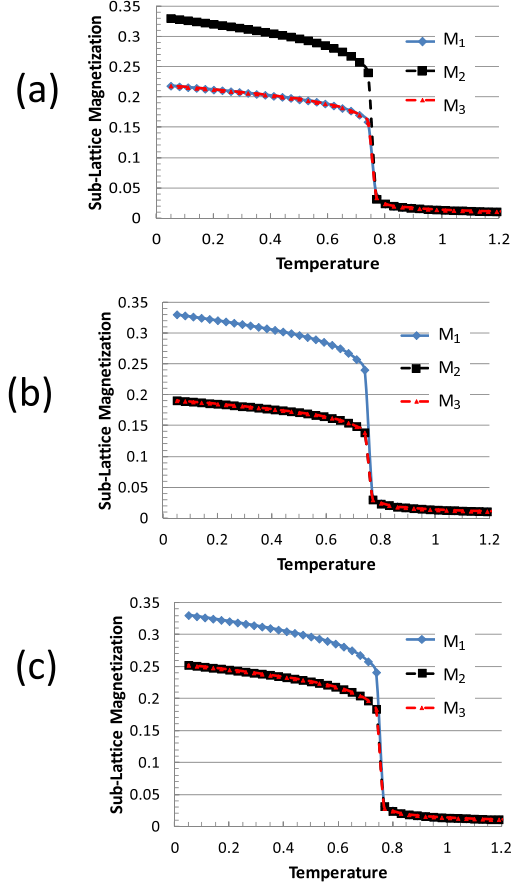 (a)
Sub-Lattice Magnetization
0.35
0.3
0.25
0.2
0.15
0.1
0.05
0
0 0.2 0.4 0.6 0.8 1 1.2
Temperature
M₁
M₂
M₃
(b)
Sub-Lattice Magnetization
0.35
0.3
0.25
0.2
0.15
0.1
0.05
0
0 0.2 0.4 0.6 0.8 1 1.2
Temperature
M₁
M₂
M₃
(c)
Sub-Lattice Magnetization
0.35
0.3
0.25
0.2
0.15
0.1
0.05
0
0 0.2 0.4 0.6 0.8 1 1.2
Temperature
M₁
M₂
M₃